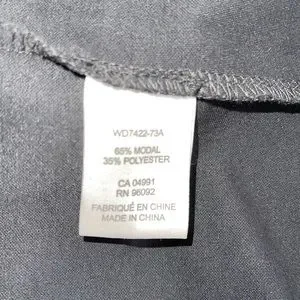 WD7422-73A
65% MODAL
35% POLYESTER
CA 04991
RN 96092
FABRIQUÉ EN CHINE
MADE IN CHINA